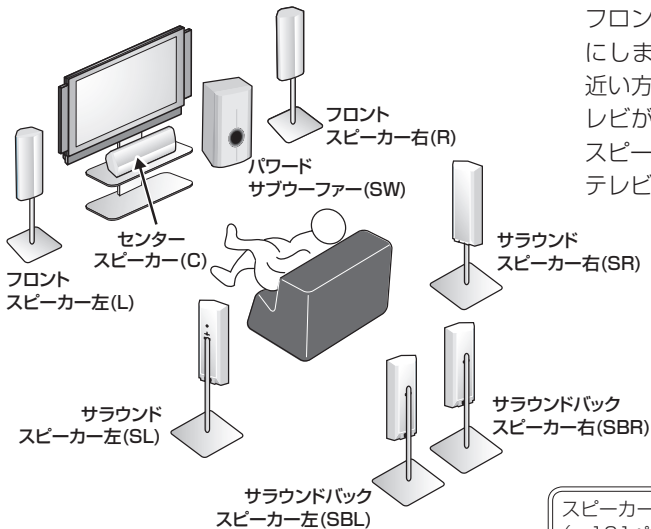 フロント
スピーカー右(R)
パワード
サブウーファー(SW)
センター
スピーカー(C)
フロント
スピーカー左(L)
サラウンド
スピーカー右(SR)
サラウンド
スピーカー左(SL)
サラウンドバック
スピーカー右(SBR)
サラウンドバック
スピーカー左(SBL)
フロン
にしま
近い方
レビが
スピー
テレビ
スピーカー